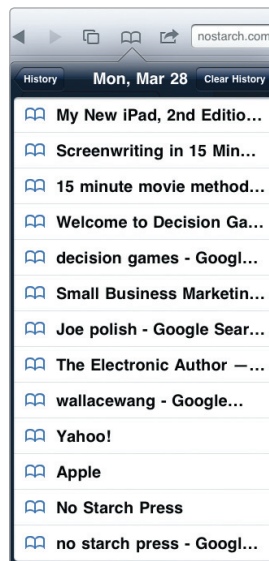 nostarch.com
History
Mon, Mar 28
Clear History
My New iPad, 2nd Editio...
Screenwriting in 15 Min...
15 minute movie method...
Welcome to Decision Ga...
decision games - Googl...
Small Business Marketin...
Joe polish - Google Sear...
The Electronic Author —...
wallacewang - Google...
Yahoo!
Apple
No Starch Press
no starch press - Googl...